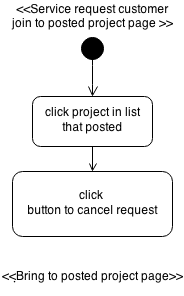 <<Service request customer
join to posted project page >>
click project in list
that posted
click
button to cancel request
<<Bring to posted project page>>